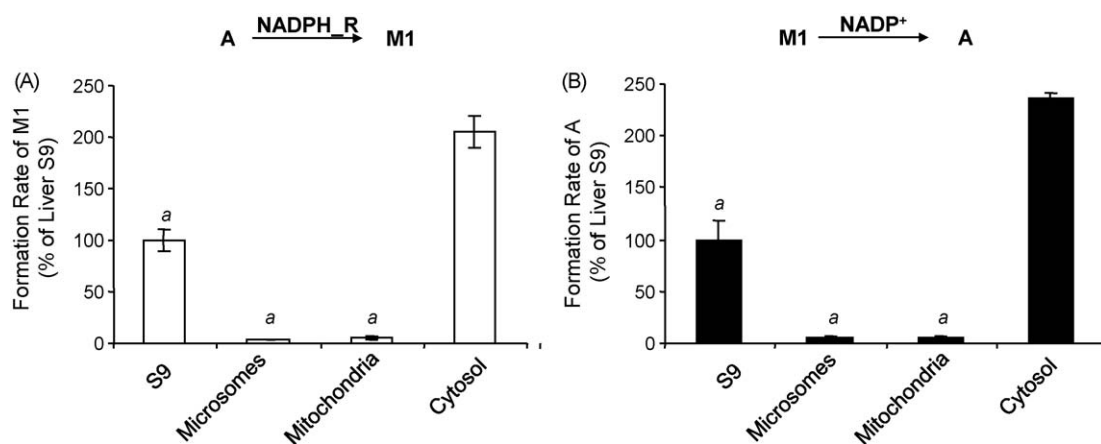 A NADPH_R M1
(A)
Formation Rate of M1
(% of Liver S9)
250
200
150
100
50
0
a
a
a
S9
Microsomes
Mitochondria
Cytosol
M1 NADP⁺ A
(B)
Formation Rate of A
(% of Liver S9)
250
200
150
100
50
0
a
a
a
S9
Microsomes
Mitochondria
Cytosol